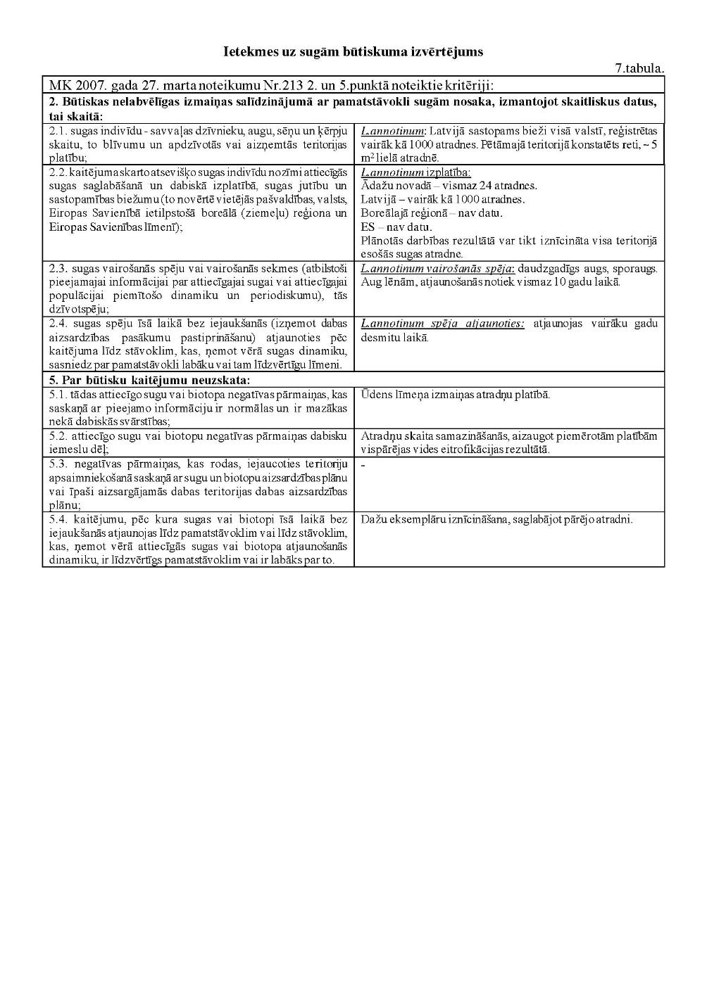 Ietekmes uz sugām būtiskuma izvērtējums
7.tabula.
MK 2007. gada 27. marta noteikumu Nr.213 2. un 5.punktā noteiktie kritēriji:
2. Būtiskas nelabvēlīgas izmaiņas salīdzinājumā ar pamatstāvokli sugām nosaka, izmantojot skaitliskus datus,
tai skaitā:
2.1. sugas indivīdu - savvaļas dzīvnieku, augu, sēņu un ķērpju
skaitu, to blīvumu un apdzīvotās vai aizņemtās teritorijas
platību;
L.annotinum: Latvijā sastopams bieži visā valstī, reģistrētas
vairāk kā 1000 atradnes. Pētāmajā teritorijā konstatēts reti, ~ 5
m² lielā atradnē.
2.2. kaitējuma skarto atsevišķo sugas indivīdu nozīmi attiecīgās
sugas saglabāšanā un dabiskā izplatībā, sugas jutību un
sastopamības biežumu (to novērtē vietējās pašvaldības, valsts,
Eiropas Savienībā ietilpstošā boreālā (ziemeļu) reģiona un
Eiropas Savienības līmenī);
L.annotinum izplatība:
Ādažu novadā – vismaz 24 atradnes.
Latvijā – vairāk kā 1000 atradnes.
Boreālajā reģionā – nav datu.
ES – nav datu.
Plānotās darbības rezultātā var tikt iznīcināta visa teritorijā
esošās sugas atradne.
2.3. sugas vairošanās spēju vai vairošanās sekmes (atbilstoši
pieejamajai informācijai par attiecīgajai sugai vai attiecīgajai
populācijai piemītošo dinamiku un periodiskumu), tās
dzīvotspēju;
L.annotinum vairošanās spēja: daudzgadīgs augs, sporaugs.
Aug lēnām, atjaunošanās notiek vismaz 10 gadu laikā.
2.4. sugas spēju īsā laikā bez iejaukšanās (izņemot dabas
aizsardzības pasākumu pastiprināšanu) atjaunoties pēc
kaitējuma līdz stāvoklim, kas, ņemot vērā sugas dinamiku,
sasniedz par pamatstāvokli labāku vai tam līdzvērtīgu līmeni.
L.annotinum spēja atjaunoties: atjaunojas vairāku gadu
desmitu laikā.
5. Par būtisku kaitējumu neuzskata:
5.1. tādas attiecīgo sugu vai biotopa negatīvas pārmaiņas, kas
saskaņā ar pieejamo informāciju ir normālas un ir mazākas
nekā dabiskās svārstības;
Ūdens līmeņa izmaiņas atradņu platībā.
5.2. attiecīgo sugu vai biotopu negatīvas pārmaiņas dabisku
iemeslu dēļ;
Atradņu skaita samazināšanās, aizaugot piemērotām platībām
vispārējas vides eitrofikācijas rezultātā.
5.3. negatīvas pārmaiņas, kas rodas, iejaucoties teritoriju
apsaimniekošanā saskaņā ar sugu un biotopu aizsardzības plānu
vai īpaši aizsargājamās dabas teritorijas dabas aizsardzības
plānu;
-
5.4. kaitējumu, pēc kura sugas vai biotopi īsā laikā bez
iejaukšanās atjaunojas līdz pamatstāvoklim vai līdz stāvoklim,
kas, ņemot vērā attiecīgās sugas vai biotopa atjaunošanās
dinamiku, ir līdzvērtīgs pamatstāvoklim vai ir labāks par to.
Dažu eksemplāru iznīcināšana, saglabājot pārējo atradni.